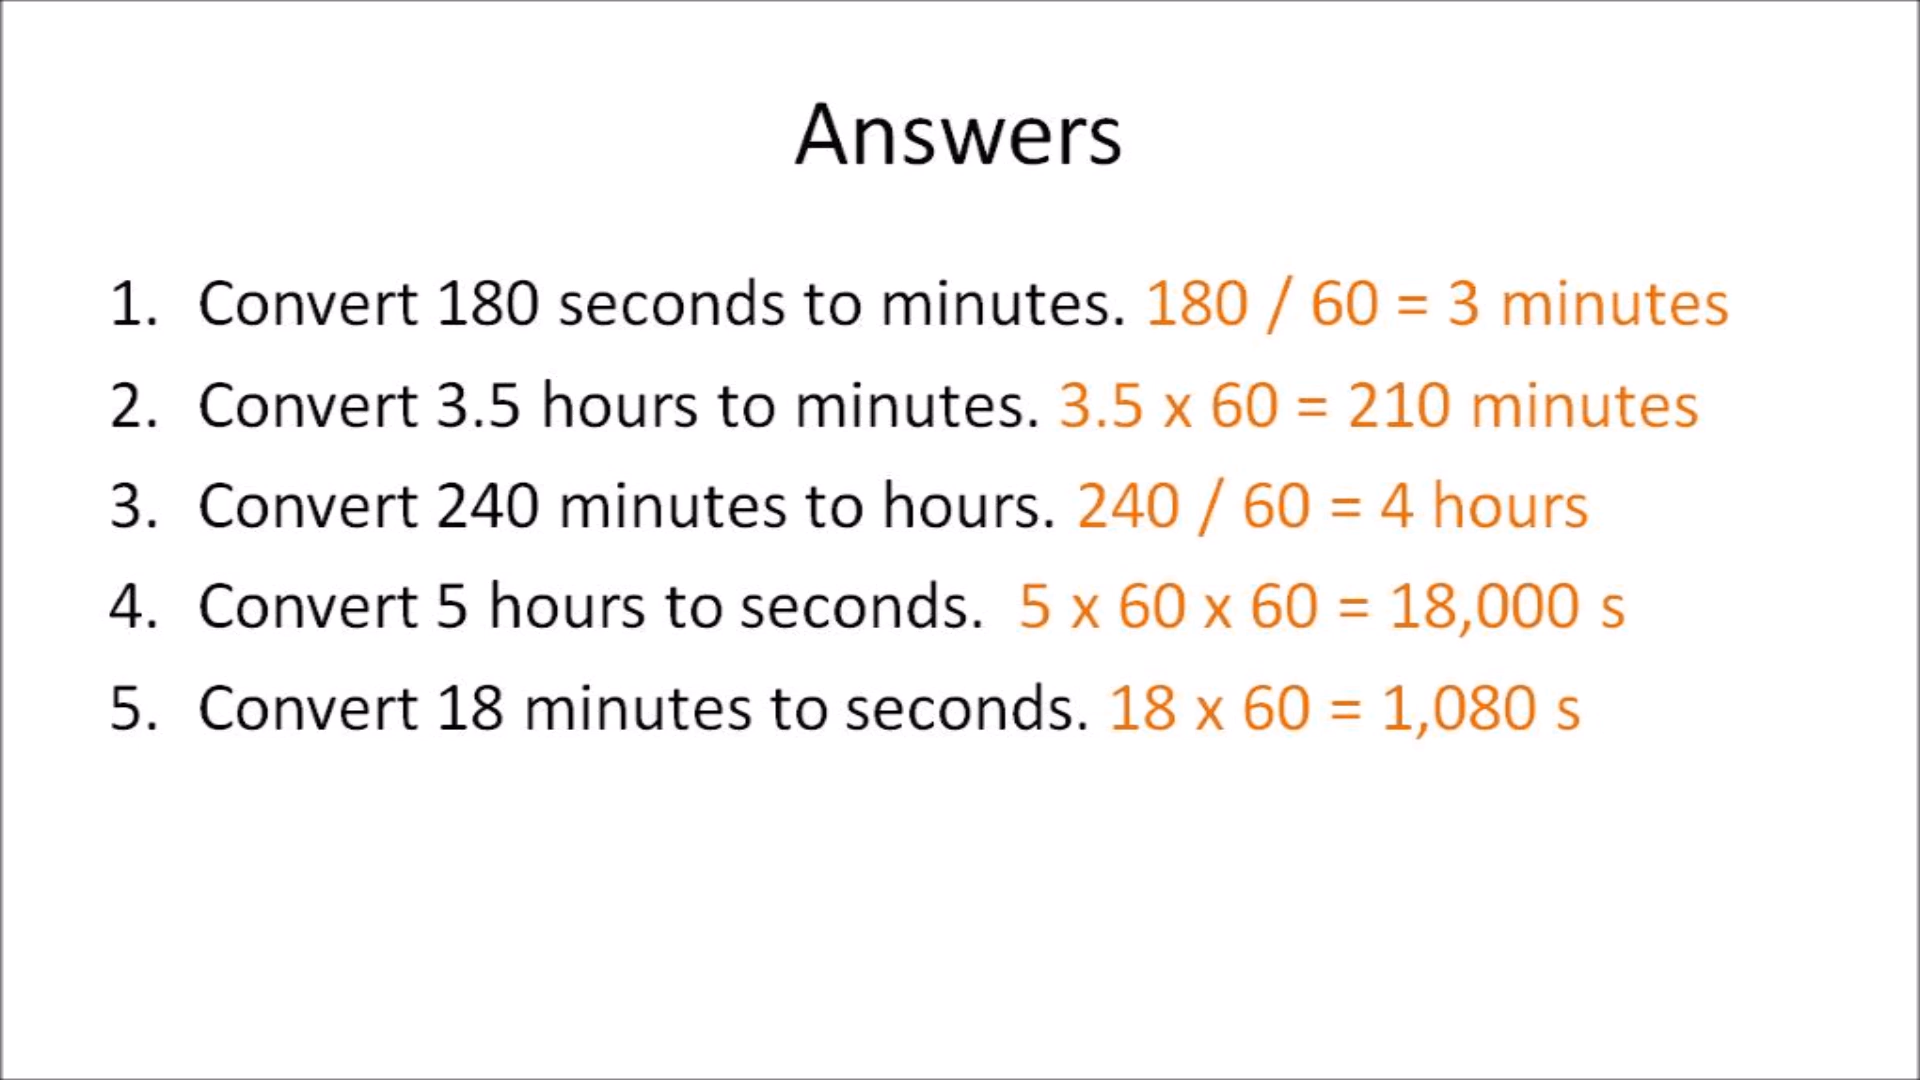 Answers
1. Convert 180 seconds to minutes. 180 / 60 = 3 minutes
2. Convert 3.5 hours to minutes. 3.5 x 60 = 210 minutes
3. Convert 240 minutes to hours. 240 / 60 = 4 hours
4. Convert 5 hours to seconds. 5 x 60 x 60 = 18,000 s
5. Convert 18 minutes to seconds. 18 x 60 = 1,080 s